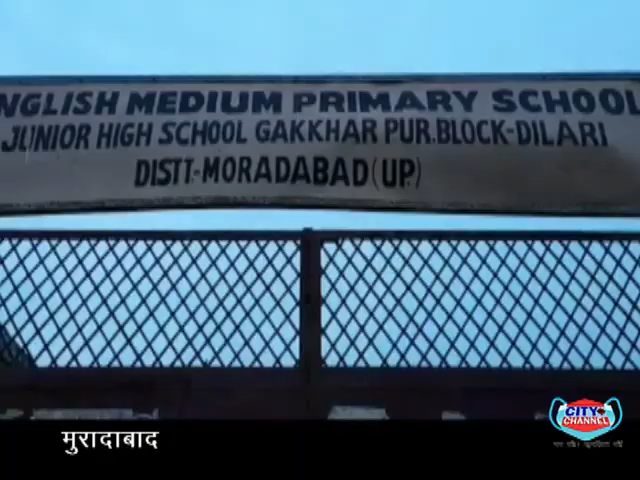 NGLISH MEDIUM PRIMARY SCHOOL
JUNIOR HIGH SCHOOL GAKKHAR PUR.BLOCK-DILARI
DISTT.-MORADABAD (UP.)
मुरादाबाद
CITY
CHANNEL